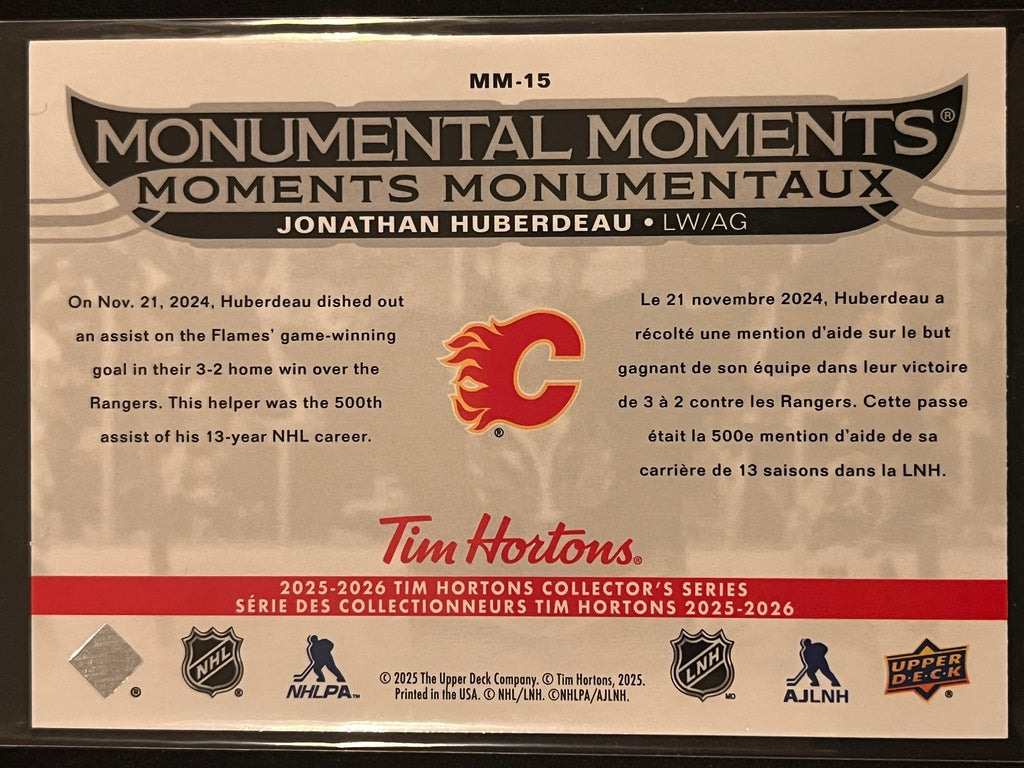 MM-15
MONUMENTAL MOMENTS®
MOMENTS MONUMENTAUX
JONATHAN HUBERDEAU • LW/AG
On Nov. 21, 2024, Huberdeau dished out
an assist on the Flames' game-winning
goal in their 3-2 home win over the
Rangers. This helper was the 500th
assist of his 13-year NHL career.
®
Le 21 novembre 2024, Huberdeau a
récolté une mention d'aide sur le but
gagnant de son équipe dans leur victoire
de 3 à 2 contre les Rangers. Cette passe
était la 500e mention d'aide de sa
carrière de 13 saisons dans la LNH.
Tim Hortons®
2025-2026 TIM HORTONS COLLECTOR'S SERIES
SÉRIE DES COLLECTIONNEURS TIM HORTONS 2025-2026
®
NHL ®
NHLPA™
© 2025 The Upper Deck Company. © Tim Hortons, 2025.
Printed in the USA. © NHL/LNH. ©NHLPA/AJLNH.
LNH MD
AJLNH
UPPER DECK ®